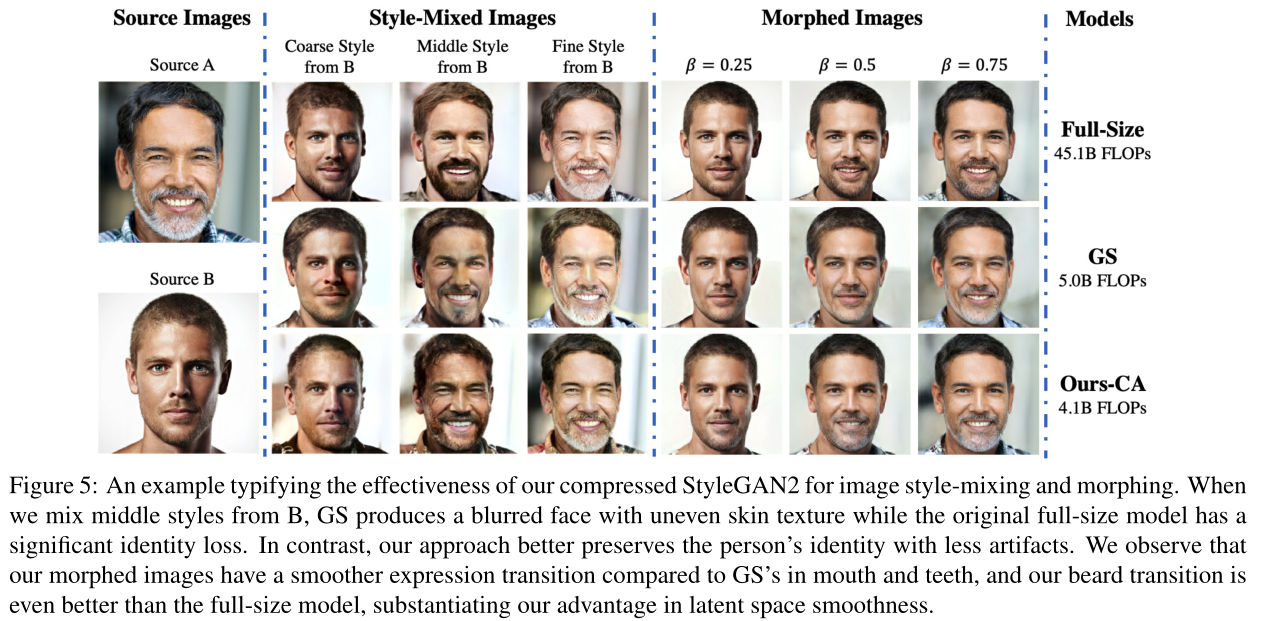 Source Images
Style-Mixed Images
Morphed Images
Models
Source A
Coarse Style
from B
Middle Style
from B
Fine Style
from B
β = 0.25
β = 0.5
β = 0.75
Full-Size
45.1B FLOPs
Source B
GS
5.0B FLOPs
Ours-CA
4.1B FLOPs
Figure 5: An example typifying the effectiveness of our compressed StyleGAN2 for image style-mixing and morphing. When
we mix middle styles from B, GS produces a blurred face with uneven skin texture while the original full-size model has a
significant identity loss. In contrast, our approach better preserves the person's identity with less artifacts. We observe that
our morphed images have a smoother expression transition compared to GS's in mouth and teeth, and our beard transition is
even better than the full-size model, substantiating our advantage in latent space smoothness.